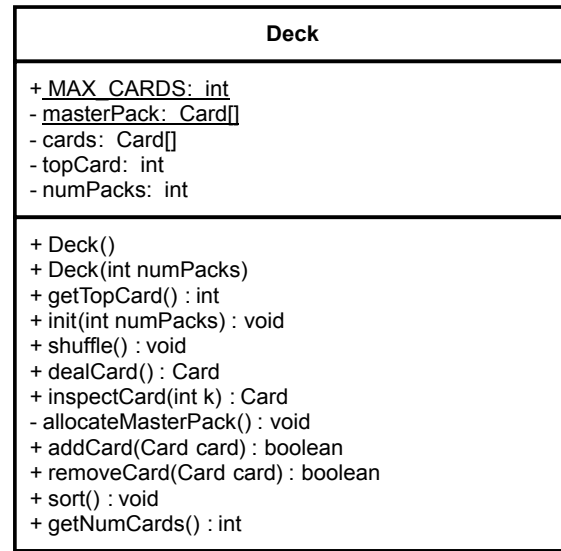 Deck
+ MAX_CARDS: int
- masterPack: Card[]
- cards: Card[]
- topCard: int
- numPacks: int
+ Deck()
+ Deck(int numPacks)
+ getTopCard() : int
+ init(int numPacks) : void
+ shuffle() : void
+ dealCard() : Card
+ inspectCard(int k) : Card
- allocateMasterPack() : void
+ addCard(Card card) : boolean
+ removeCard(Card card) : boolean
+ sort() : void
+ getNumCards() : int